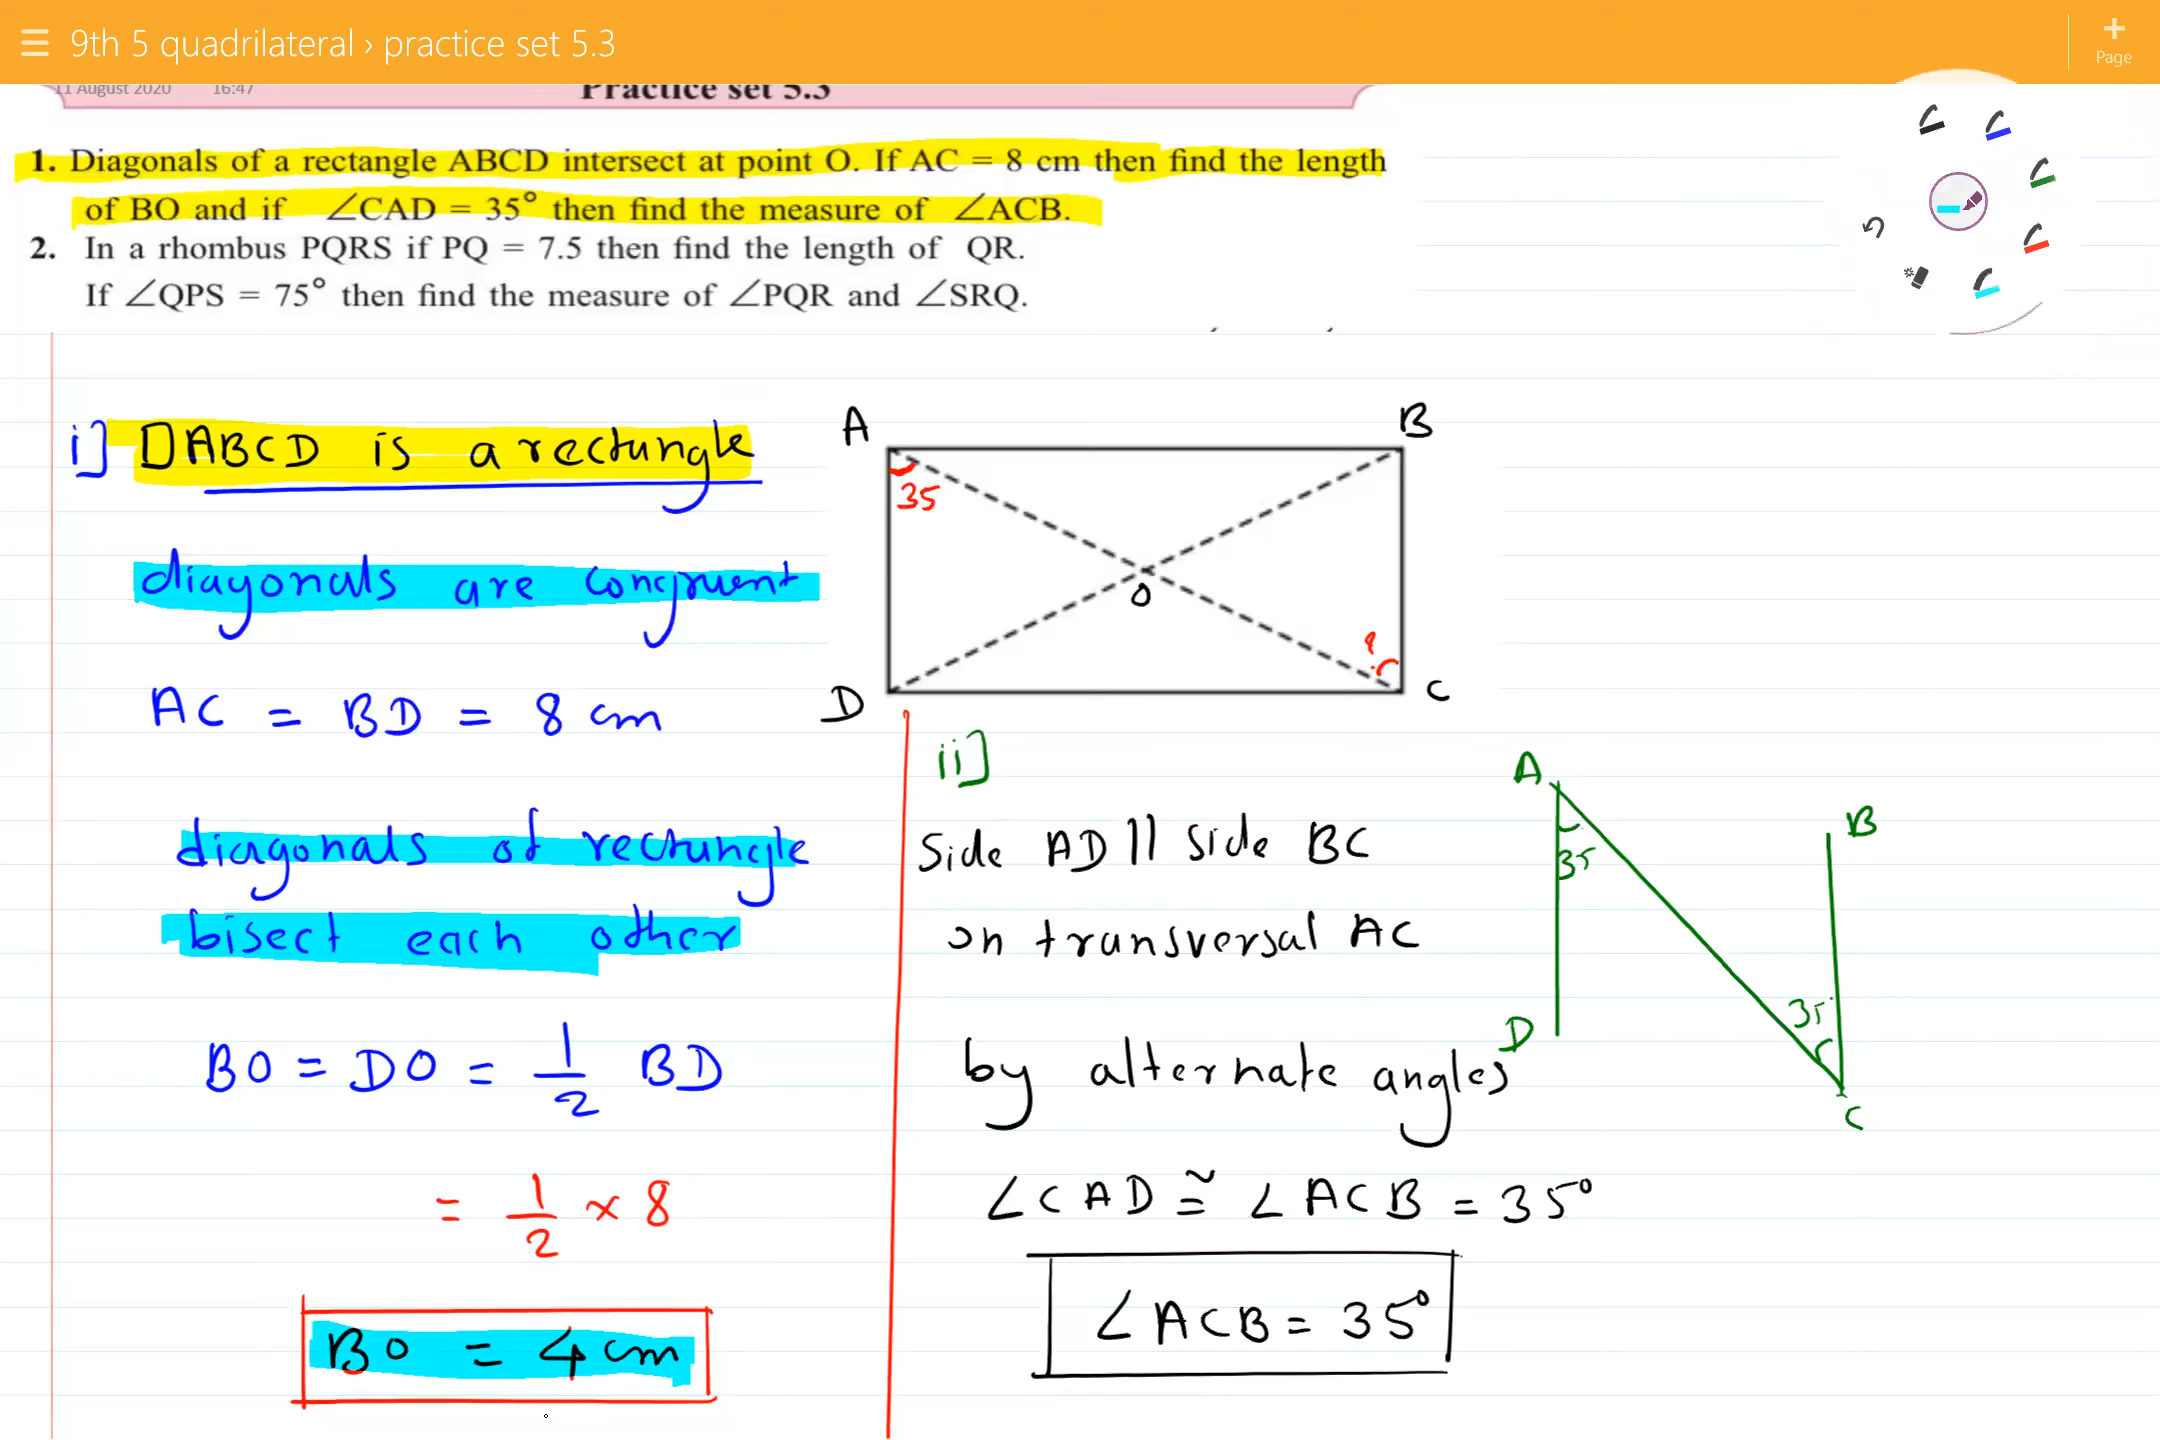 9th 5 quadrilateral › practice set 5.3
Page
11 August 2020 16:47
Practice set 5.3
1. Diagonals of a rectangle ABCD intersect at point O. If AC = 8 cm then find the length
of BO and if ∠CAD = 35° then find the measure of ∠ACB.
2. In a rhombus PQRS if PQ = 7.5 then find the length of QR.
If ∠QPS = 75° then find the measure of ∠PQR and ∠SRQ.
i] □ABCD is a rectangle
diagonals are congruent
AC = BD = 8 cm
diagonals of rectangle
bisect each other
BO = DO = 1/2 BD
= 1/2 × 8
BO = 4 cm
A
B
35
O
?
D
C
ii]
Side AD || side BC
on transversal AC
by alternate angles
∠CAD ≅ ∠ACB = 35°
∠ACB = 35°
A
B
35
35
D
C